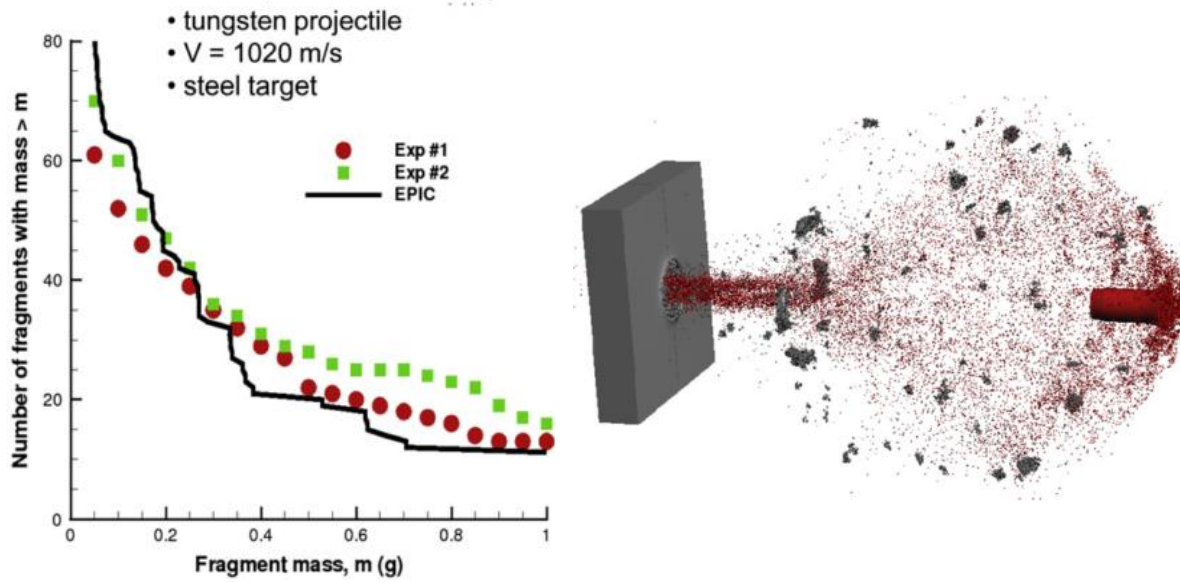 • tungsten projectile
• V = 1020 m/s
• steel target
80
60
40
20
0
Number of fragments with mass > m
Exp #1
Exp #2
EPIC
0
0.2
0.4
0.6
0.8
1
Fragment mass, m (g)